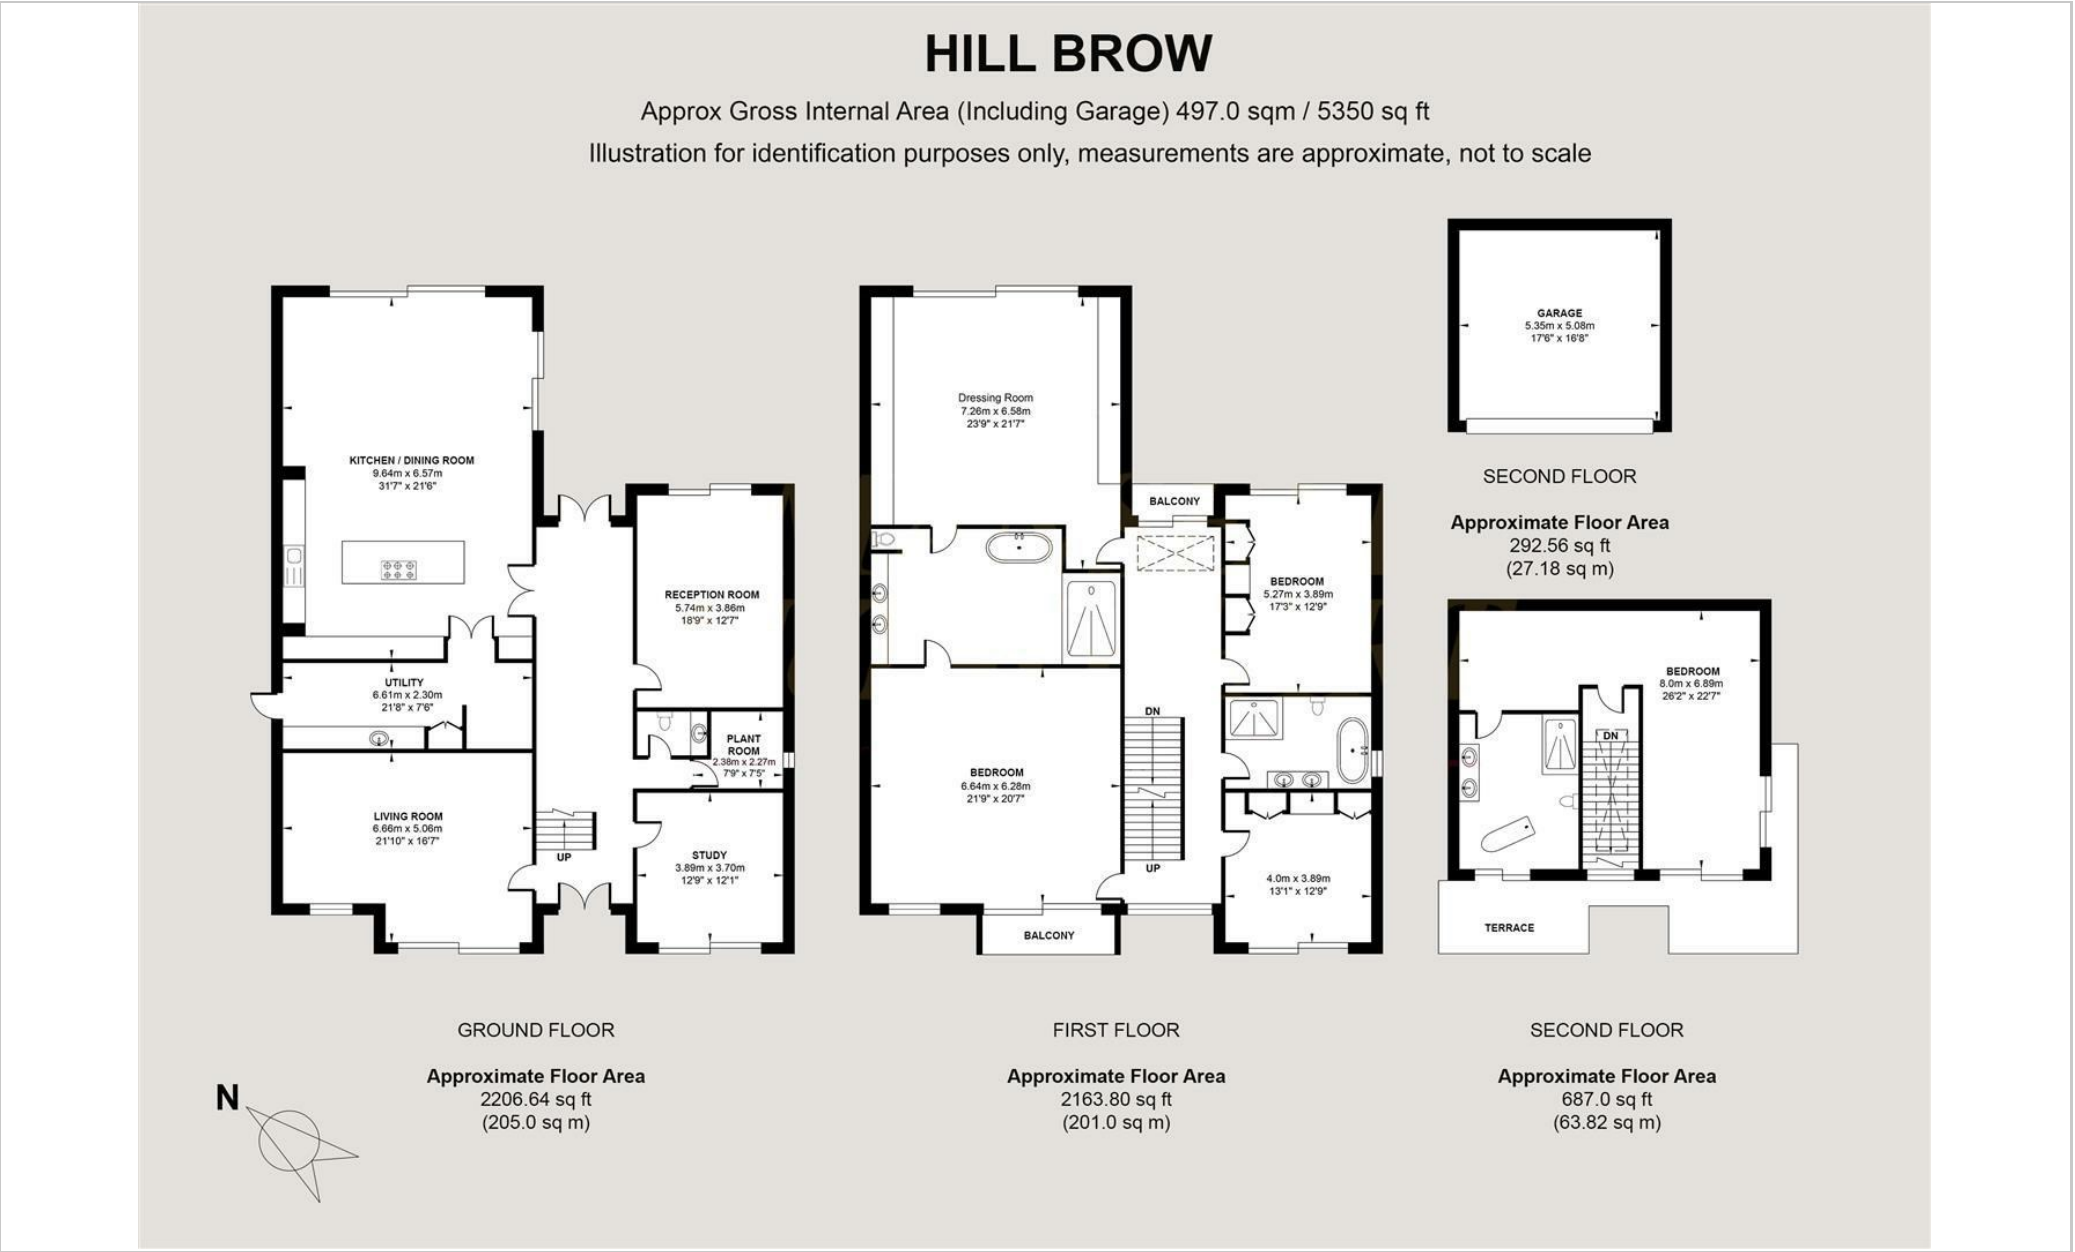 HILL BROW
Approx Gross Internal Area (Including Garage) 497.0 sqm / 5350 sq ft
Illustration for identification purposes only, measurements are approximate, not to scale
KITCHEN / DINING ROOM
9.64m x 6.57m
31'7" x 21'6"
UTILITY
6.61m x 2.30m
21'8" x 7'6"
LIVING ROOM
6.66m x 5.06m
21'10" x 16'7"
UP
RECEPTION ROOM
5.74m x 3.86m
18'9" x 12'7"
PLANT
ROOM
2.38m x 2.27m
7'9" x 7'5"
STUDY
3.89m x 3.70m
12'9" x 12'1"
GROUND FLOOR
Approximate Floor Area
2206.64 sq ft
(205.0 sq m)
Dressing Room
7.26m x 6.58m
23'9" x 21'7"
BALCONY
BEDROOM
5.27m x 3.89m
17'3" x 12'9"
DN
BEDROOM
6.64m x 6.28m
21'9" x 20'7"
UP
4.0m x 3.89m
13'1" x 12'9"
BALCONY
FIRST FLOOR
Approximate Floor Area
2163.80 sq ft
(201.0 sq m)
GARAGE
5.35m x 5.08m
17'6" x 16'8"
SECOND FLOOR
Approximate Floor Area
292.56 sq ft
(27.18 sq m)
BEDROOM
8.0m x 6.89m
26'2" x 22'7"
DN
TERRACE
SECOND FLOOR
Approximate Floor Area
687.0 sq ft
(63.82 sq m)
N